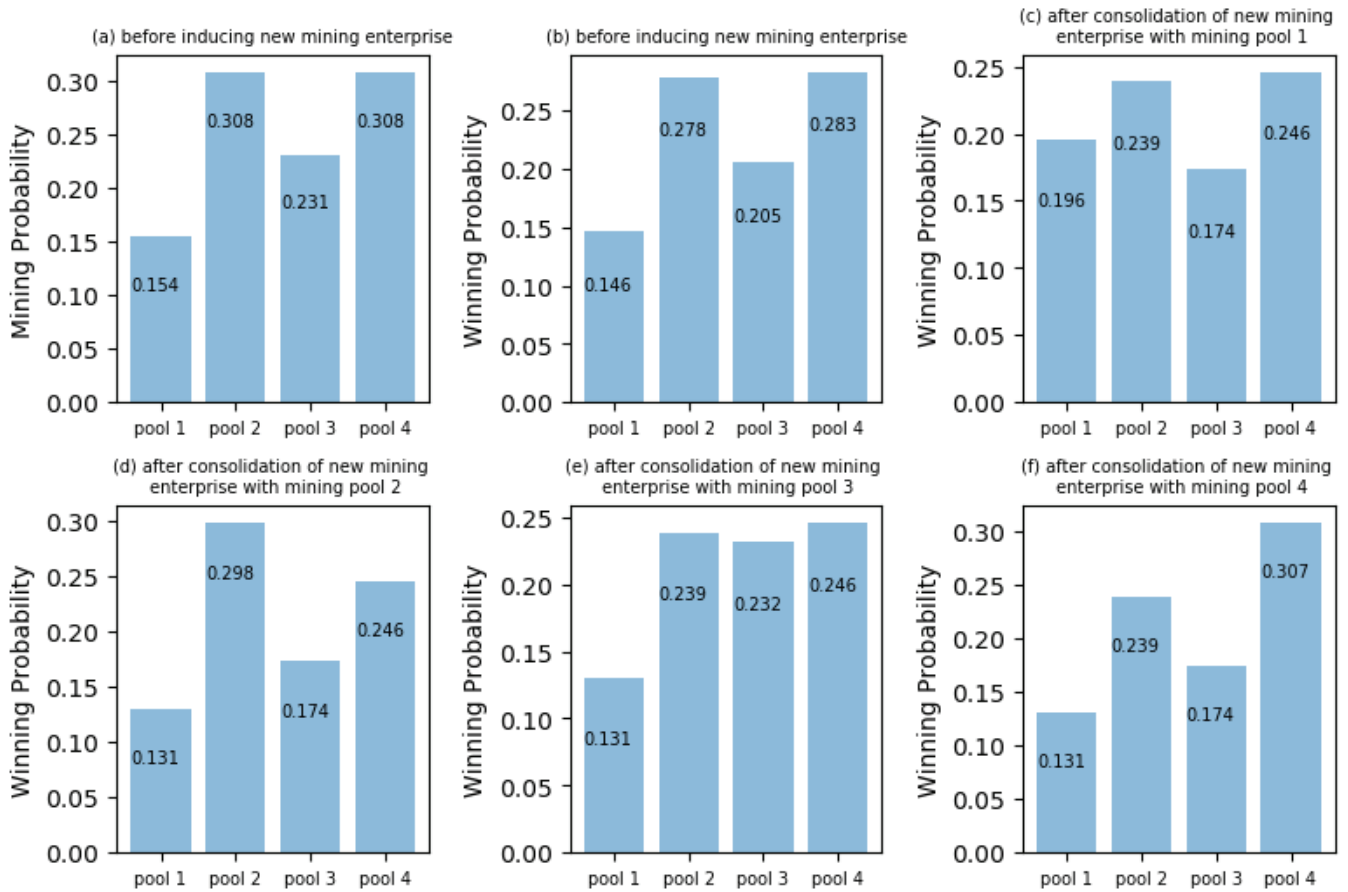 (a) before inducing new mining enterprise
Mining Probability
0.30
0.25
0.20
0.15
0.10
0.05
0.00
0.154
0.308
0.231
0.308
pool 1
pool 2
pool 3
pool 4
(b) before inducing new mining enterprise
Winning Probability
0.25
0.20
0.15
0.10
0.05
0.00
0.146
0.278
0.205
0.283
pool 1
pool 2
pool 3
pool 4
(c) after consolidation of new mining
enterprise with mining pool 1
Winning Probability
0.25
0.20
0.15
0.10
0.05
0.00
0.196
0.239
0.174
0.246
pool 1
pool 2
pool 3
pool 4
(d) after consolidation of new mining
enterprise with mining pool 2
Winning Probability
0.30
0.25
0.20
0.15
0.10
0.05
0.00
0.131
0.298
0.174
0.246
pool 1
pool 2
pool 3
pool 4
(e) after consolidation of new mining
enterprise with mining pool 3
Winning Probability
0.25
0.20
0.15
0.10
0.05
0.00
0.131
0.239
0.232
0.246
pool 1
pool 2
pool 3
pool 4
(f) after consolidation of new mining
enterprise with mining pool 4
Winning Probability
0.30
0.25
0.20
0.15
0.10
0.05
0.00
0.131
0.239
0.174
0.307
pool 1
pool 2
pool 3
pool 4